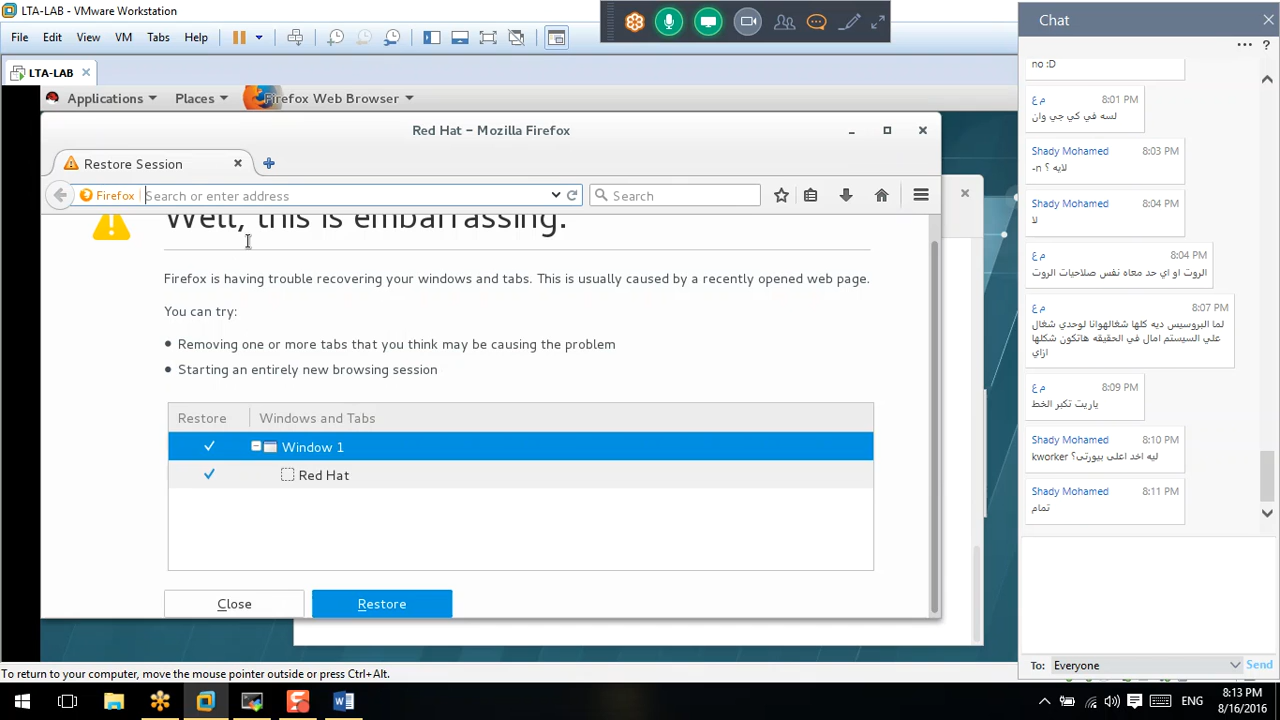 LTA-LAB - VMware Workstation
File Edit View VM Tabs Help
LTA-LAB
Applications Places Firefox Web Browser
Red Hat - Mozilla Firefox
Restore Session
Firefox Search or enter address Search
Well, this is embarrassing.
Firefox is having trouble recovering your windows and tabs. This is usually caused by a recently opened web page.
You can try:
Removing one or more tabs that you think may be causing the problem
Starting an entirely new browsing session
Restore Windows and Tabs
Window 1
Red Hat
Close Restore
To return to your computer, move the mouse pointer outside or press Ctrl+Alt.
Chat
no :D
م ع 8:01 PM
لسه في كي جي وان
Shady Mohamed 8:03 PM
-n لايه ؟
Shady Mohamed 8:04 PM
لا
م ع 8:04 PM
الروت او اي حد معاه نفس صلاحيات الروت
م ع 8:07 PM
لما البروسيس ديه كلها شغالهوانا لوحدي شغال
علي السيستم امال في الحقيقه هاتكون شكلها
ازاي
م ع 8:09 PM
ياريت تكبر الخط
Shady Mohamed 8:10 PM
kworker ليه اخد اعلى بيورتى؟
Shady Mohamed 8:11 PM
تمام
To: Everyone Send
ENG
8:13 PM
8/16/2016